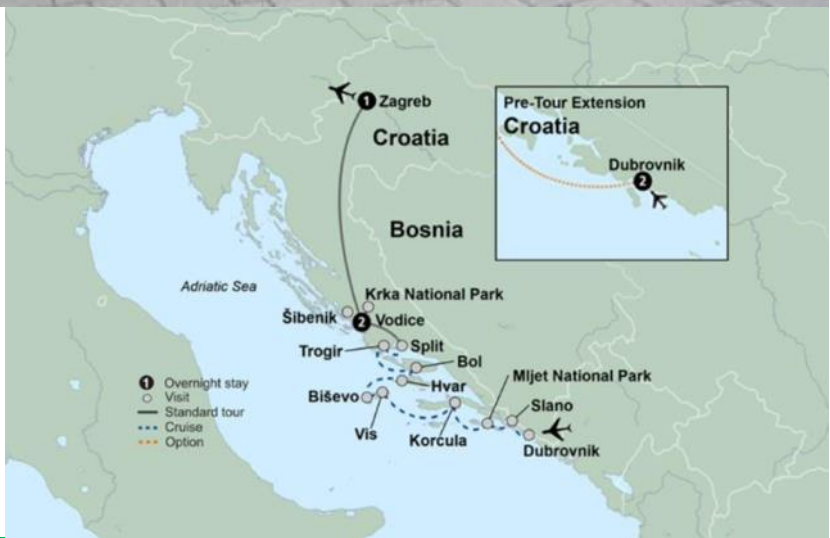 1 Zagreb
Croatia
Pre-Tour Extension
Croatia
Dubrovnik
2
Bosnia
Adriatic Sea
Krka National Park
Šibenik
2 Vodice
Trogir
Split
Bol
Hvar
Mljet National Park
Biševo
Slano
Vis
Korcula
Dubrovnik
1 Overnight stay
Visit
Standard tour
Cruise
Option